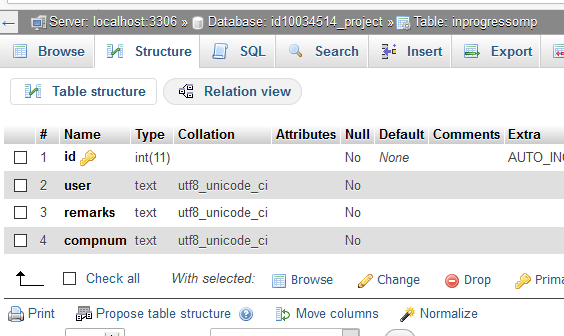 Server: localhost:3306 » Database: id10034514_project » Table: inprogressomp
Browse Structure SQL Search Insert Export
Table structure Relation view
# Name Type Collation Attributes Null Default Comments Extra
1 id int(11) No None AUTO_INC
2 user text utf8_unicode_ci No
3 remarks text utf8_unicode_ci No
4 compnum text utf8_unicode_ci No
Check all With selected: Browse Change Drop Prima
Print Propose table structure Move columns Normalize